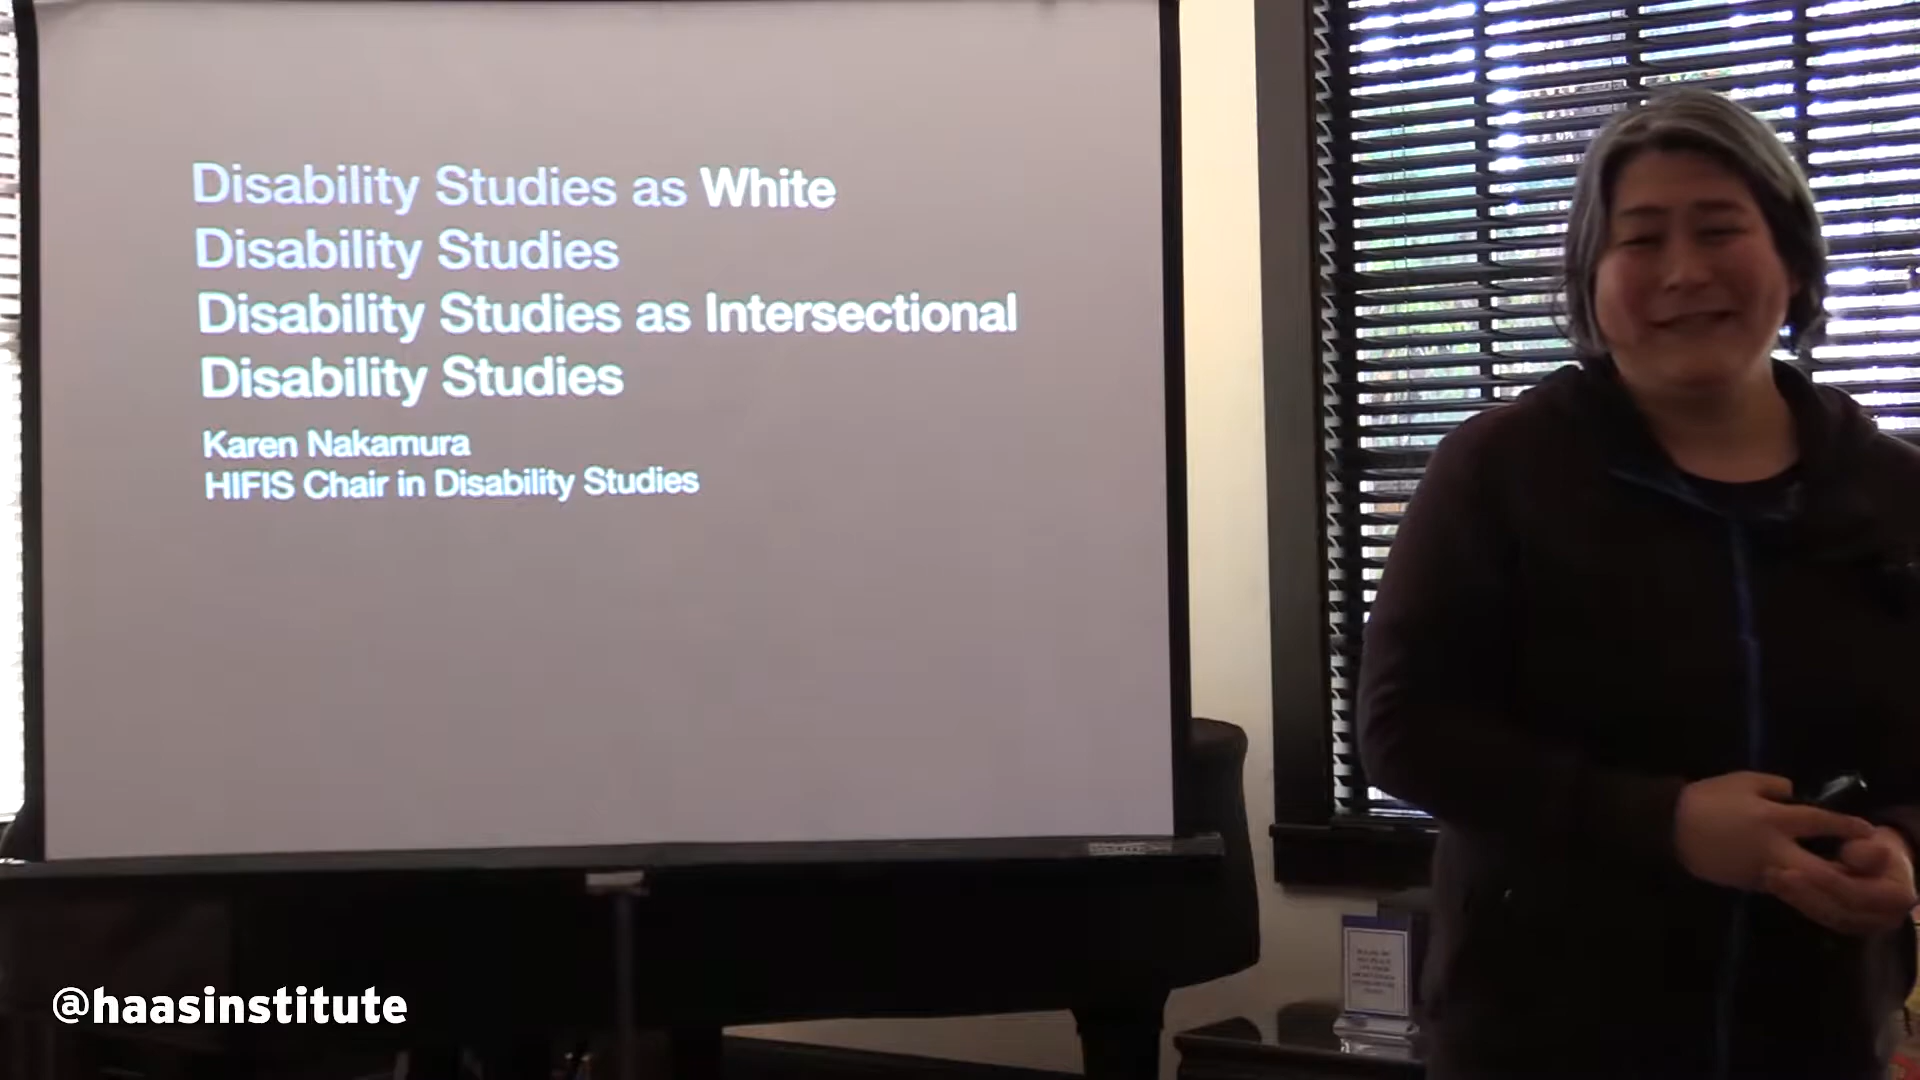 Disability Studies as White
Disability Studies
Disability Studies as Intersectional
Disability Studies
Karen Nakamura
HIFIS Chair in Disability Studies
@haasinstitute